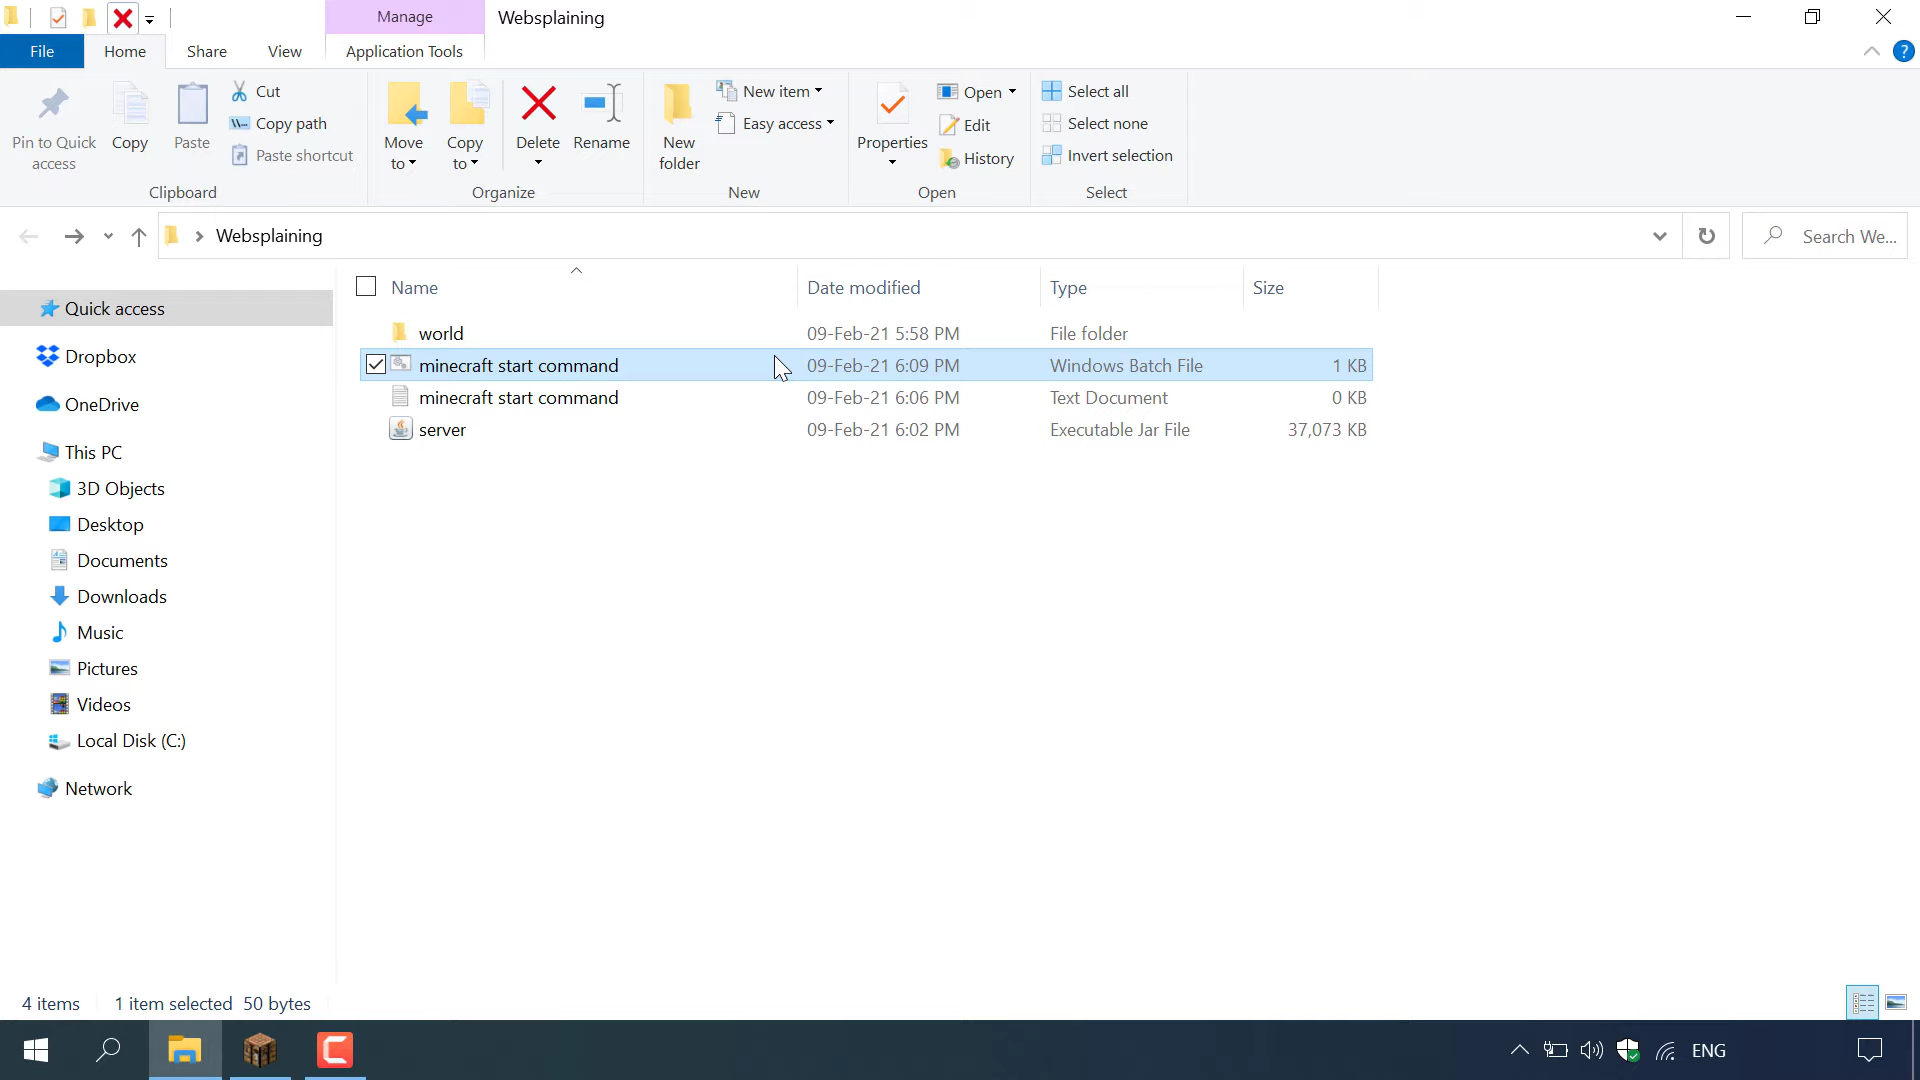 Manage
Websplaining
File
Home
Share
View
Application Tools
?
Pin to Quick
access
Copy
Paste
Cut
Copy path
Paste shortcut
Clipboard
Move
to
Copy
to
Delete
Rename
Organize
New
folder
New item
Easy access
New
Properties
Open
Edit
History
Open
Select all
Select none
Invert selection
Select
Websplaining
Search We...
Name
Date modified
Type
Size
world
09-Feb-21 5:58 PM
File folder
minecraft start command
09-Feb-21 6:09 PM
Windows Batch File
1 KB
minecraft start command
09-Feb-21 6:06 PM
Text Document
0 KB
server
09-Feb-21 6:02 PM
Executable Jar File
37,073 KB
Quick access
Dropbox
OneDrive
This PC
3D Objects
Desktop
Documents
Downloads
Music
Pictures
Videos
Local Disk (C:)
Network
4 items
1 item selected 50 bytes
ENG